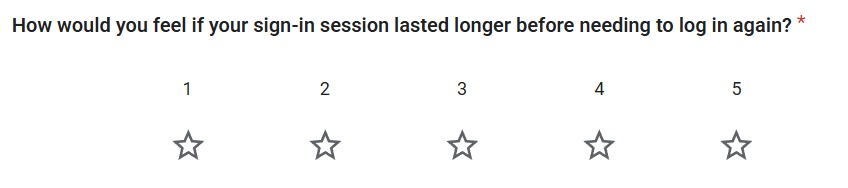 How would you feel if your sign-in session lasted longer before needing to log in again? *
1 2 3 4 5